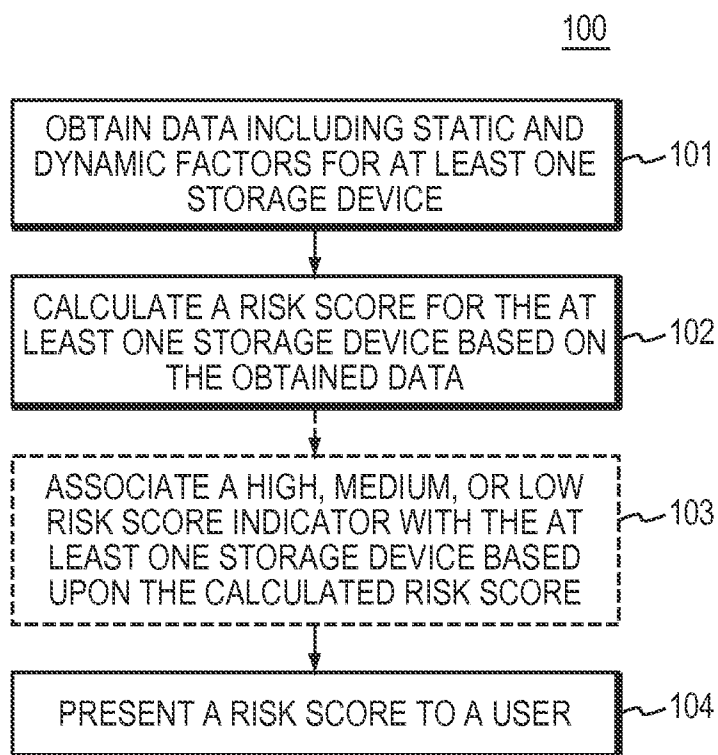 100
OBTAIN DATA INCLUDING STATIC AND
DYNAMIC FACTORS FOR AT LEAST ONE
STORAGE DEVICE
101
CALCULATE A RISK SCORE FOR THE AT
LEAST ONE STORAGE DEVICE BASED ON
THE OBTAINED DATA
102
ASSOCIATE A HIGH, MEDIUM, OR LOW
RISK SCORE INDICATOR WITH THE AT
LEAST ONE STORAGE DEVICE BASED
UPON THE CALCULATED RISK SCORE
103
PRESENT A RISK SCORE TO A USER
104